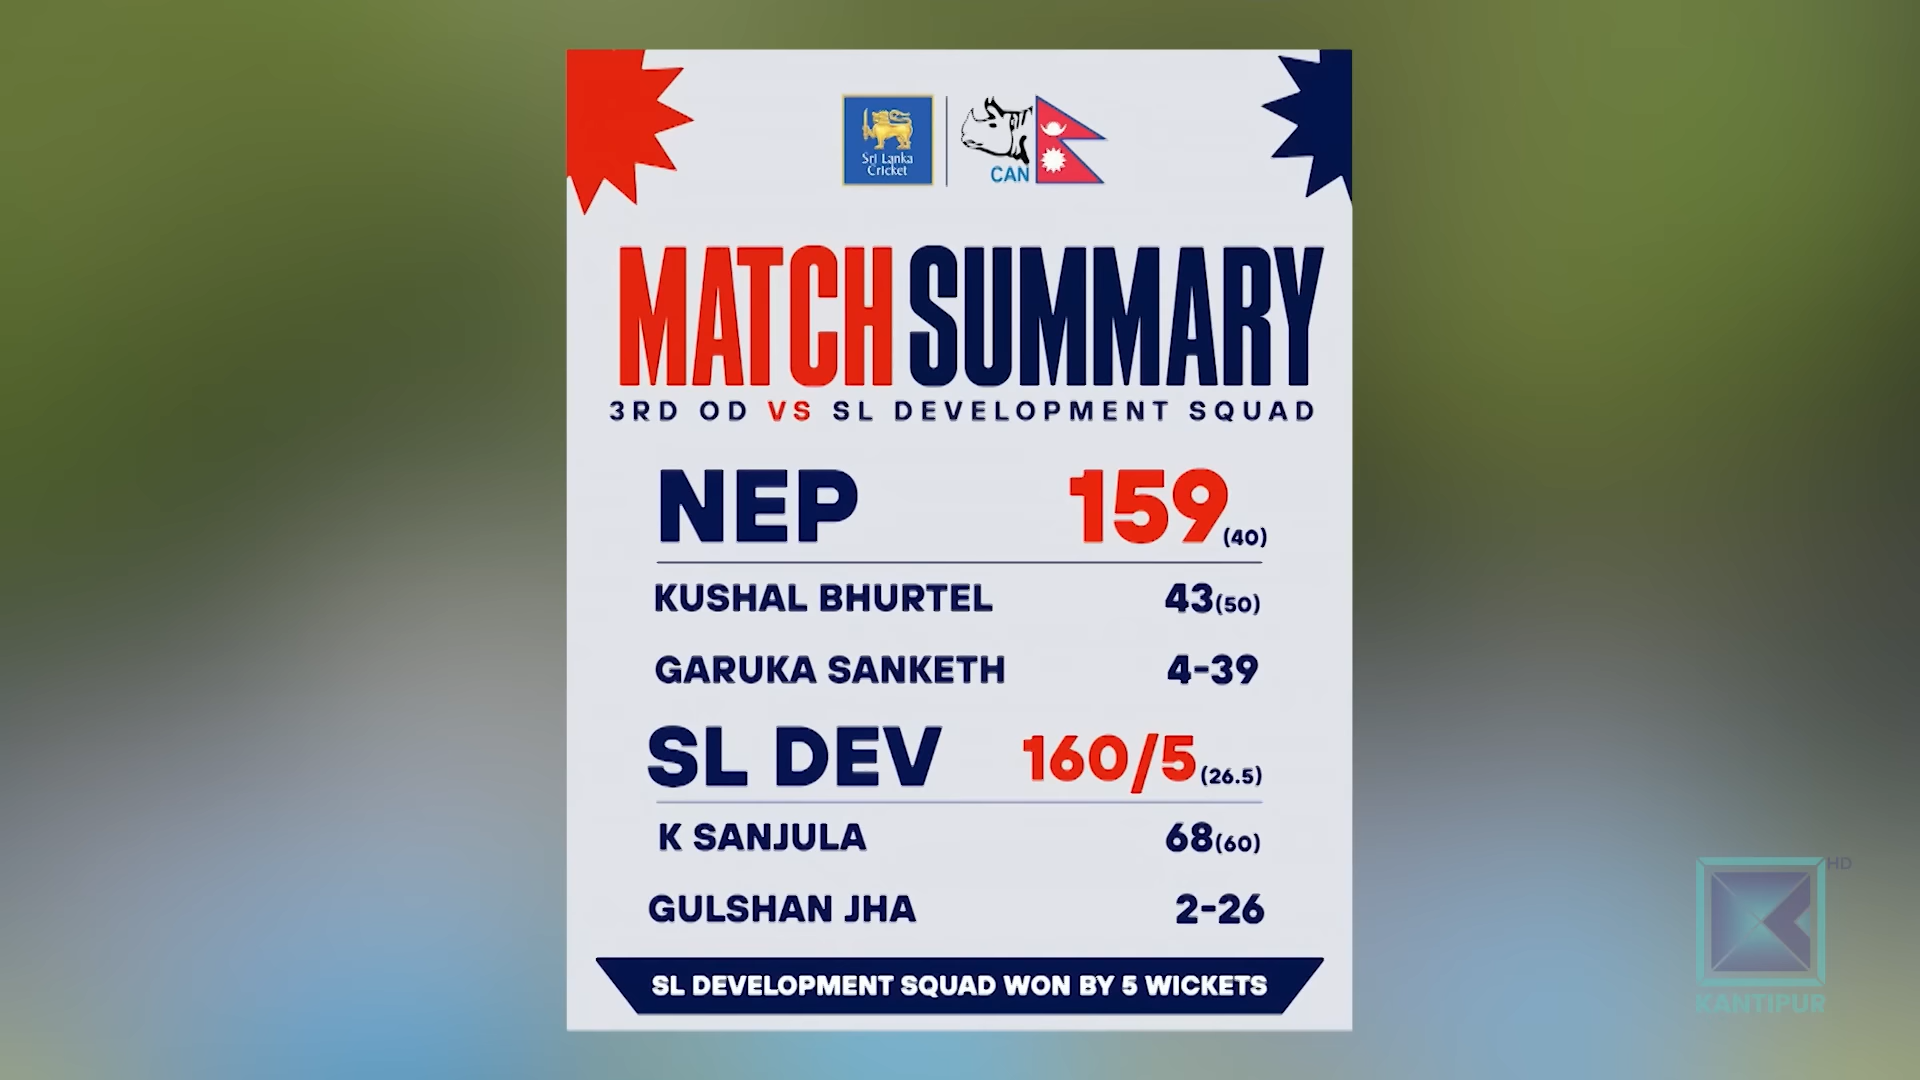 Sri Lanka
Cricket
CAN
MATCH SUMMARY
3RD OD VS SL DEVELOPMENT SQUAD
NEP 159 (40)
KUSHAL BHURTEL 43(50)
GARUKA SANKETH 4-39
SL DEV 160/5 (26.5)
K SANJULA 68(60)
GULSHAN JHA 2-26
SL DEVELOPMENT SQUAD WON BY 5 WICKETS
HD
KANTIPUR